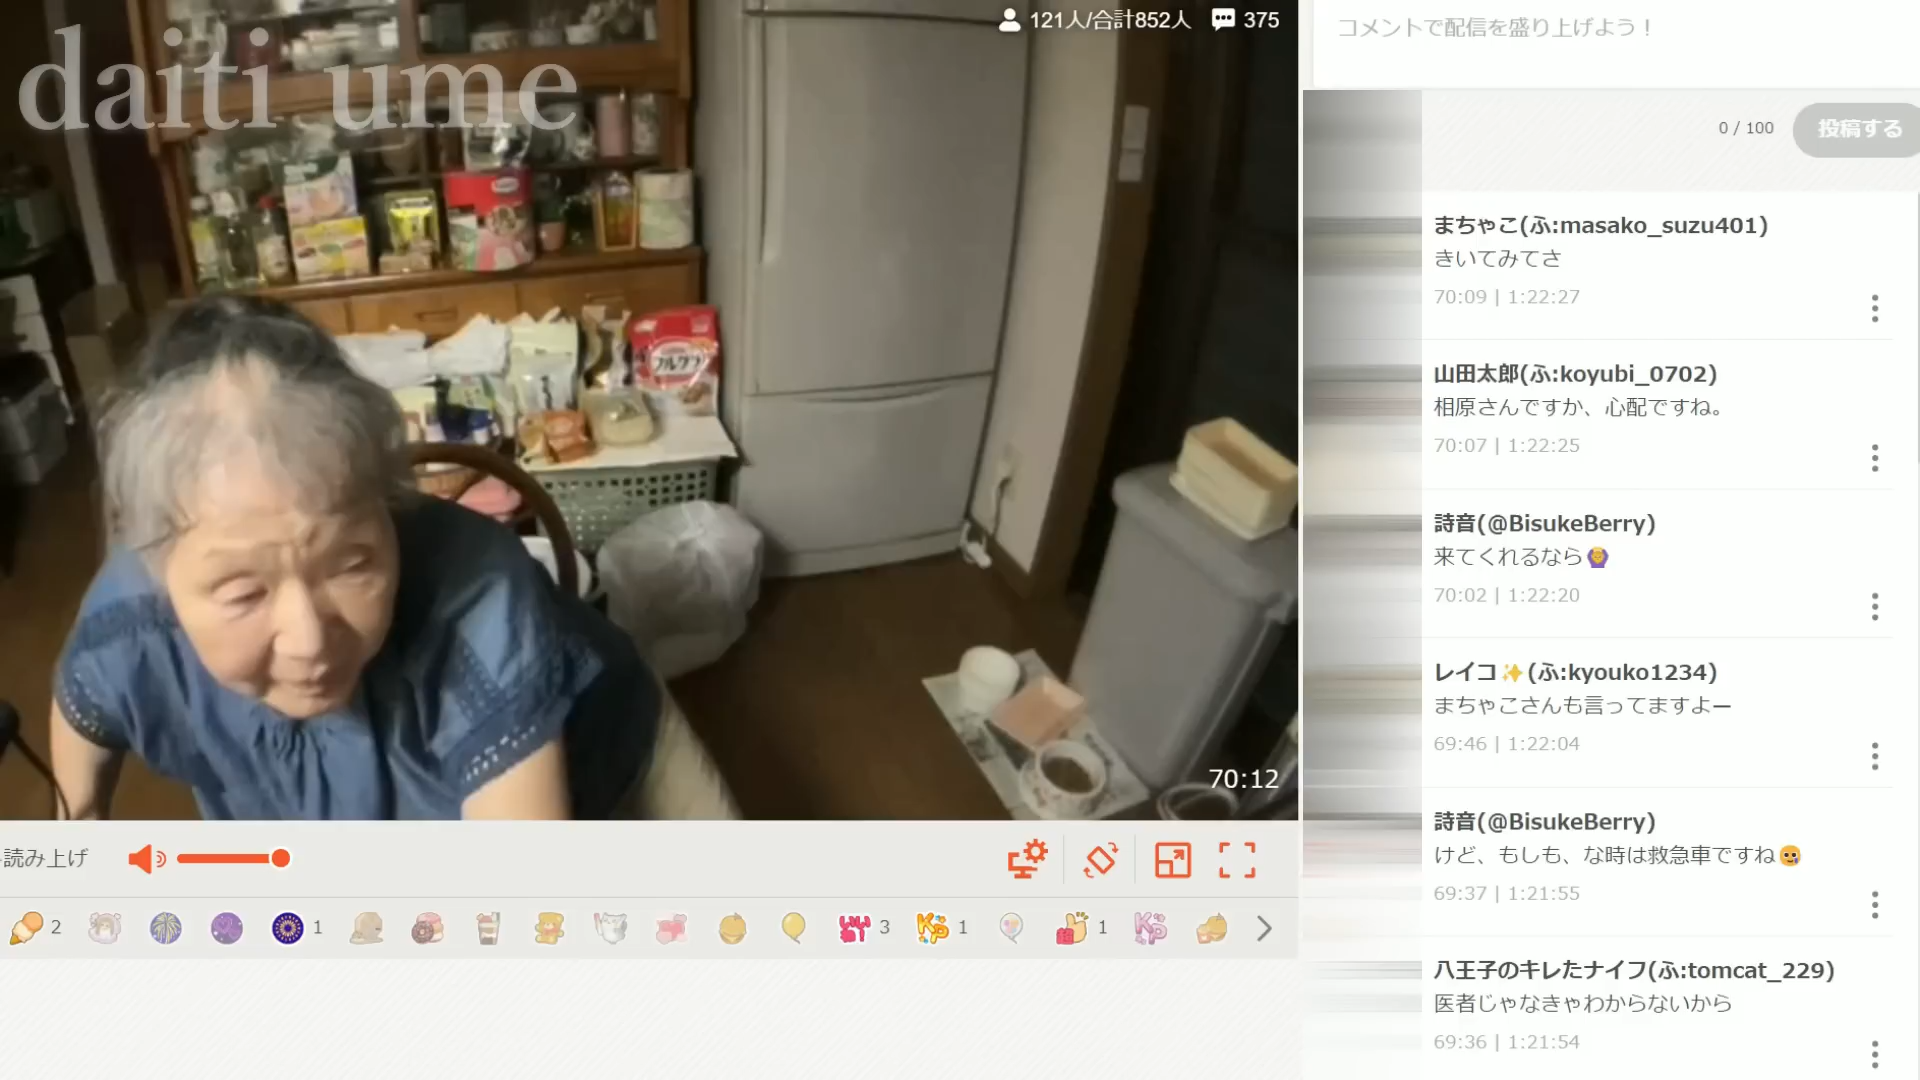 daiti ume
121人/合計852人 375
フルグラ
70:12
読み上げ
2
1
3
1
1
コメントで配信を盛り上げよう！
0 / 100
投稿する
まちゃこ(ふ:masako_suzu401)
きいてみてさ
70:09 | 1:22:27
山田太郎(ふ:koyubi_0702)
相原さんですか、心配ですね。
70:07 | 1:22:25
詩音(@BisukeBerry)
来てくれるなら🙆
70:02 | 1:22:20
レイコ✨(ふ:kyouko1234)
まちゃこさんも言ってますよー
69:46 | 1:22:04
詩音(@BisukeBerry)
けど、もしも、な時は救急車ですね🥲
69:37 | 1:21:55
八王子のキレたナイフ(ふ:tomcat_229)
医者じゃなきゃわからないから
69:36 | 1:21:54